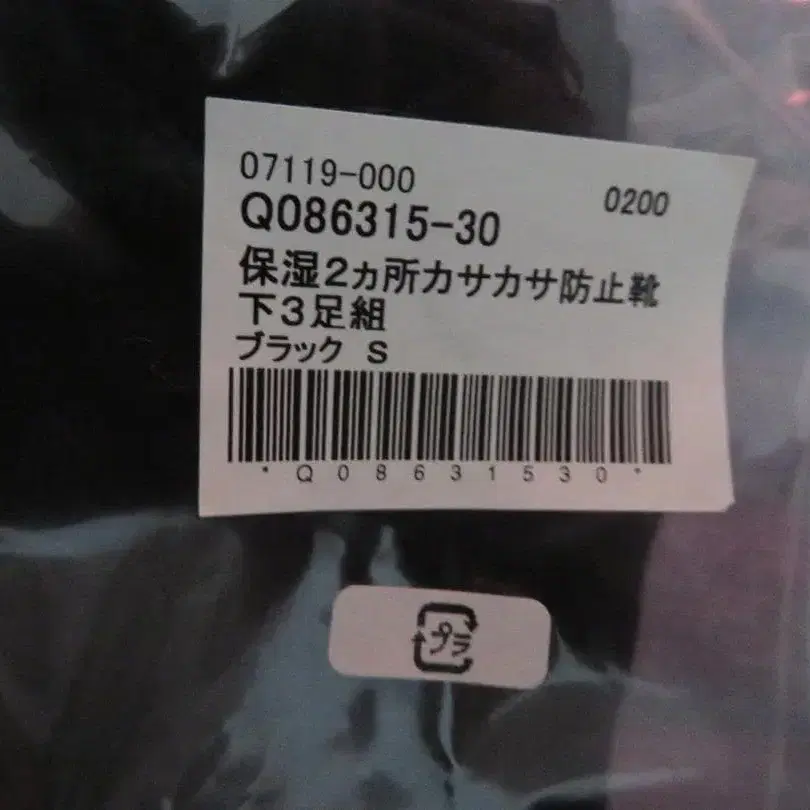 07119-000
0200
Q086315-30
保湿2ヵ所カサカサ防止靴
下3足組
ブラック S
*Q08631530*
プラ